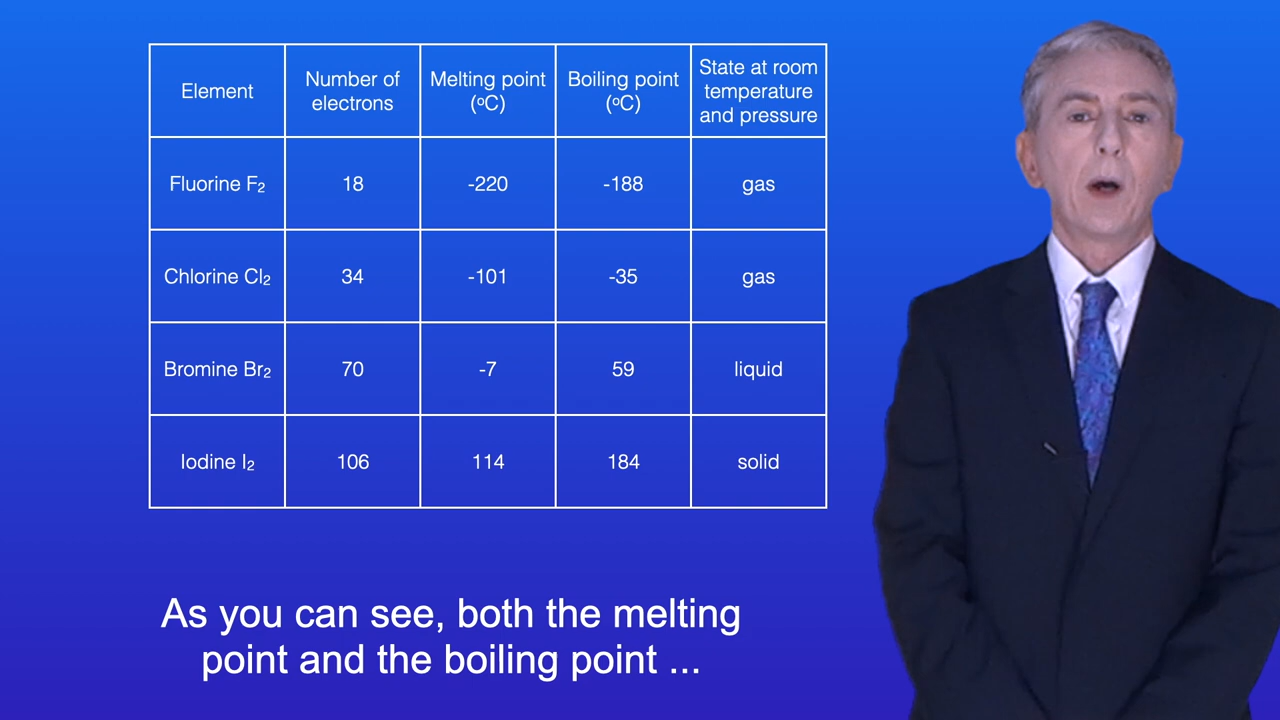 Element Number of electrons Melting point (ºC) Boiling point (ºC) State at room temperature and pressure
Fluorine F₂ 18 -220 -188 gas
Chlorine Cl₂ 34 -101 -35 gas
Bromine Br₂ 70 -7 59 liquid
Iodine I₂ 106 114 184 solid
As you can see, both the melting
point and the boiling point ...